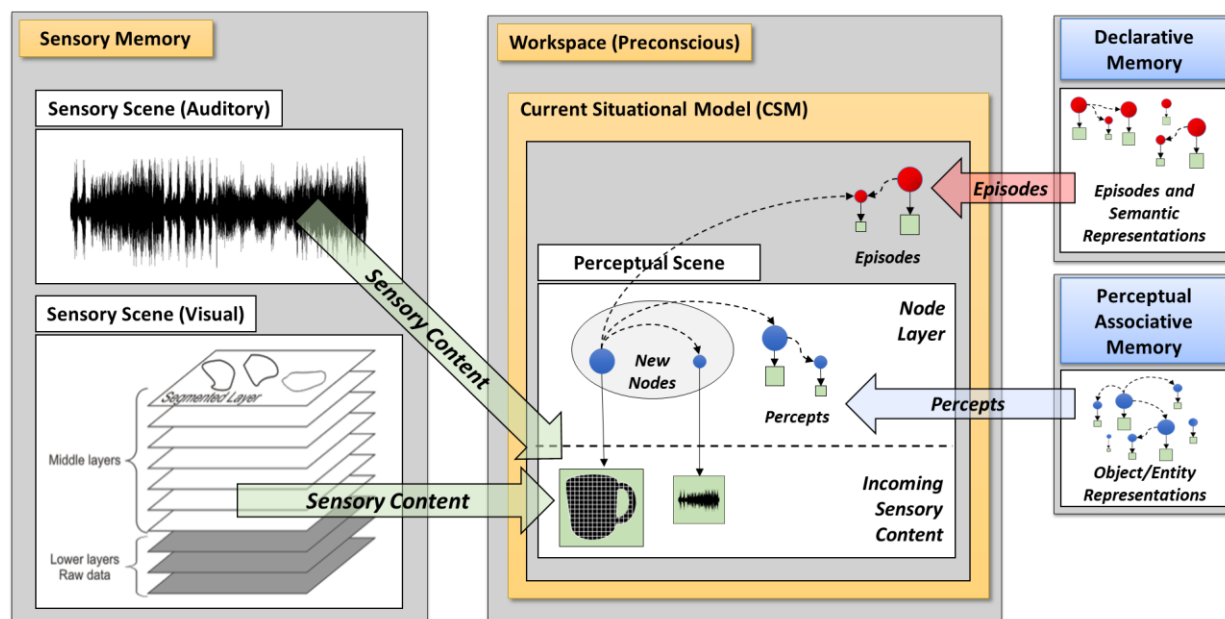 Sensory Memory
Sensory Scene (Auditory)
Sensory Content
Sensory Scene (Visual)
Segmented Layer
Middle layers
Lower layers
Raw data
Sensory Content
Workspace (Preconscious)
Current Situational Model (CSM)
Episodes
Perceptual Scene
Node
Layer
New
Nodes
Percepts
Incoming
Sensory
Content
Declarative
Memory
Episodes
Episodes and
Semantic
Representations
Perceptual
Associative
Memory
Percepts
Object/Entity
Representations